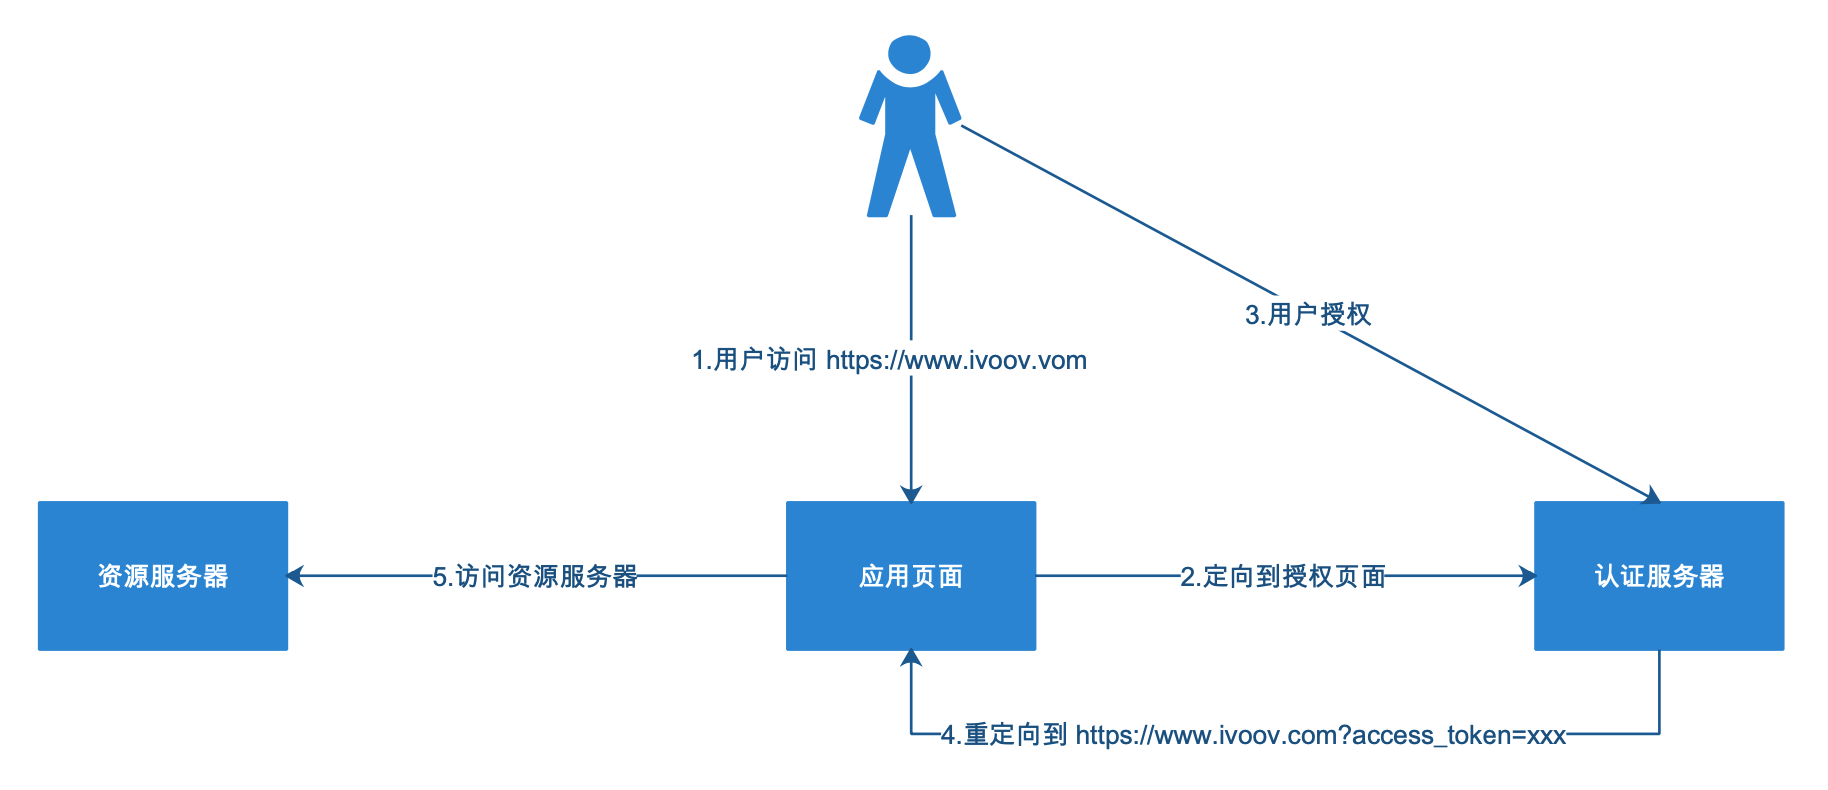 3.用户授权
1.用户访问 https://www.ivoov.vom
资源服务器
5.访问资源服务器
应用页面
2.定向到授权页面
认证服务器
4.重定向到 https://www.ivoov.com?access_token=xxx